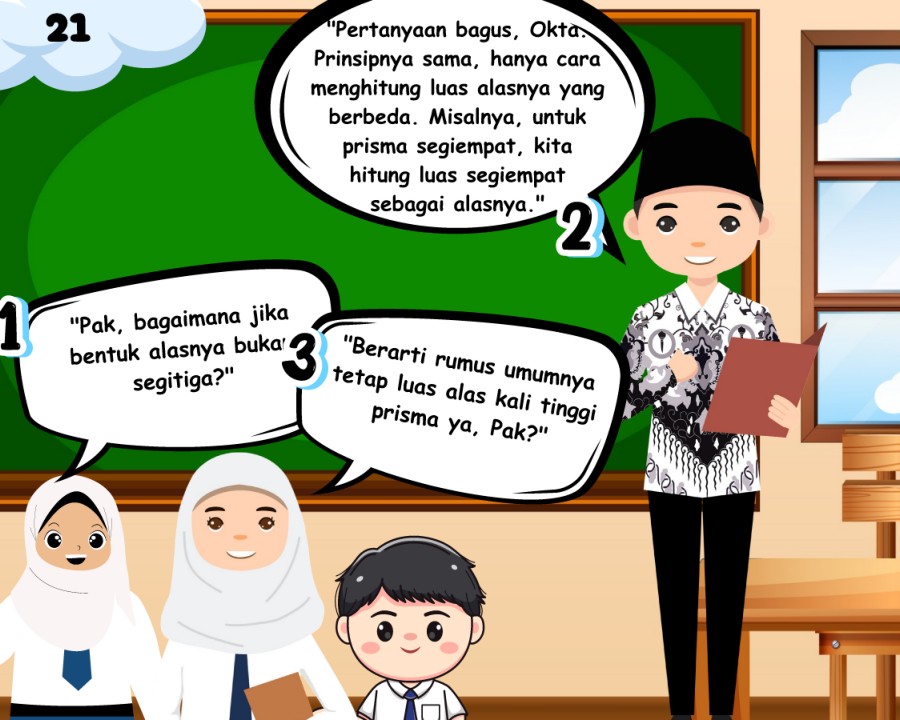 21
1
"Pak, bagaimana jika
bentuk alasnya bukan
segitiga?"
2
"Pertanyaan bagus, Okta.
Prinsipnya sama, hanya cara
menghitung luas alasnya yang
berbeda. Misalnya, untuk
prisma segiempat, kita
hitung luas segiempat
sebagai alasnya."
3
"Berarti rumus umumnya
tetap luas alas kali tinggi
prisma ya, Pak?"